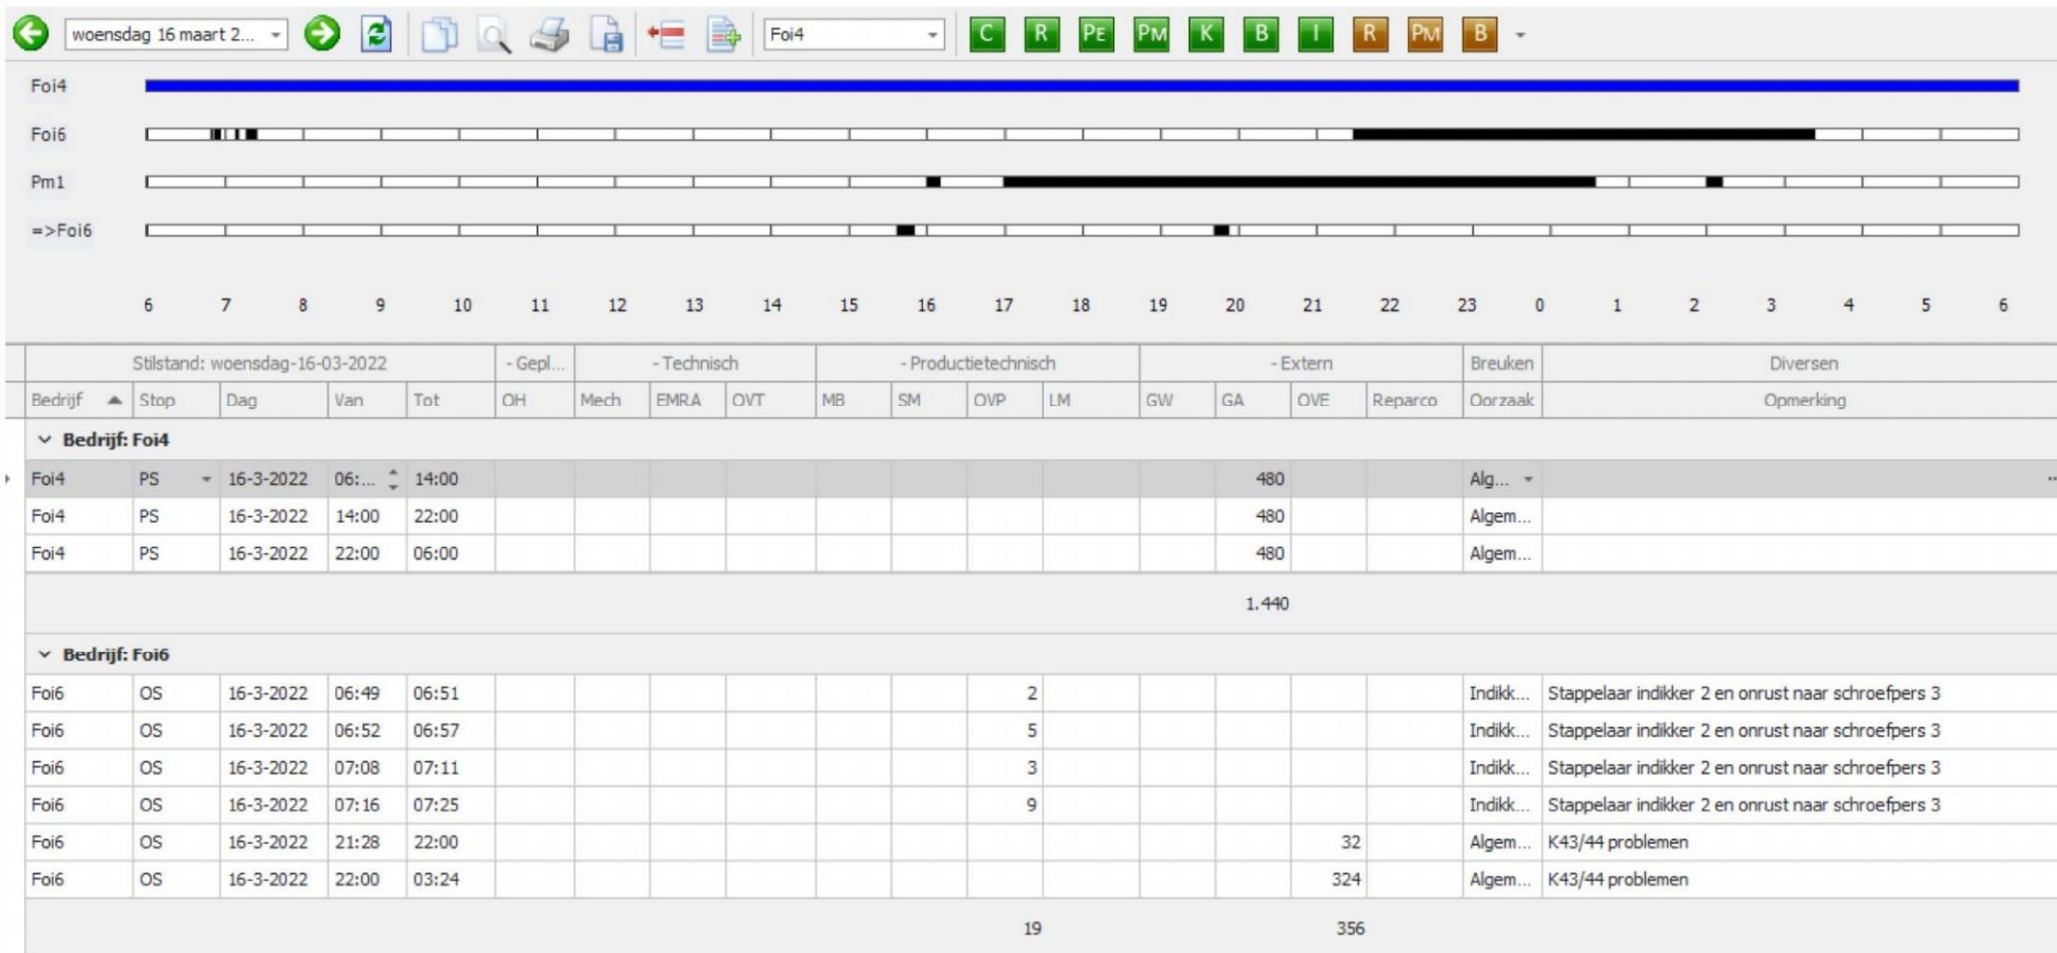 woensdag 16 maart 2... Foi4 C R PE PM K B I R PM B
Foi4
Foi6
Pm1
=>Foi6
6 7 8 9 10 11 12 13 14 15 16 17 18 19 20 21 22 23 0 1 2 3 4 5 6
Stilstand: woensdag-16-03-2022 - Gepl... - Technisch - Productietechnisch - Extern Breuken Diversen
Bedrijf Stop Dag Van Tot OH Mech EMRA OVT MB SM OVP LM GW GA OVE Reparco Oorzaak Opmerking
Bedrijf: Foi4
Foi4 PS 16-3-2022 06:... 14:00 480 Alg... ...
Foi4 PS 16-3-2022 14:00 22:00 480 Algem...
Foi4 PS 16-3-2022 22:00 06:00 480 Algem...
1.440
Bedrijf: Foi6
Foi6 OS 16-3-2022 06:49 06:51 2 Indikk... Stappelaar indikker 2 en onrust naar schroefpers 3
Foi6 OS 16-3-2022 06:52 06:57 5 Indikk... Stappelaar indikker 2 en onrust naar schroefpers 3
Foi6 OS 16-3-2022 07:08 07:11 3 Indikk... Stappelaar indikker 2 en onrust naar schroefpers 3
Foi6 OS 16-3-2022 07:16 07:25 9 Indikk... Stappelaar indikker 2 en onrust naar schroefpers 3
Foi6 OS 16-3-2022 21:28 22:00 32 Algem... K43/44 problemen
Foi6 OS 16-3-2022 22:00 03:24 324 Algem... K43/44 problemen
19 356